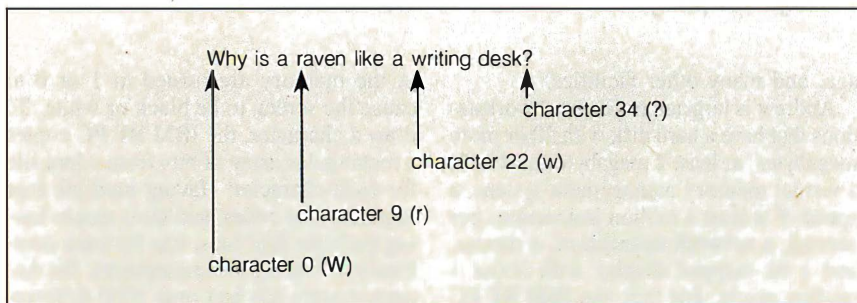 Why is a raven like a writing desk?
character 34 (?)
character 22 (w)
character 9 (r)
character 0 (W)